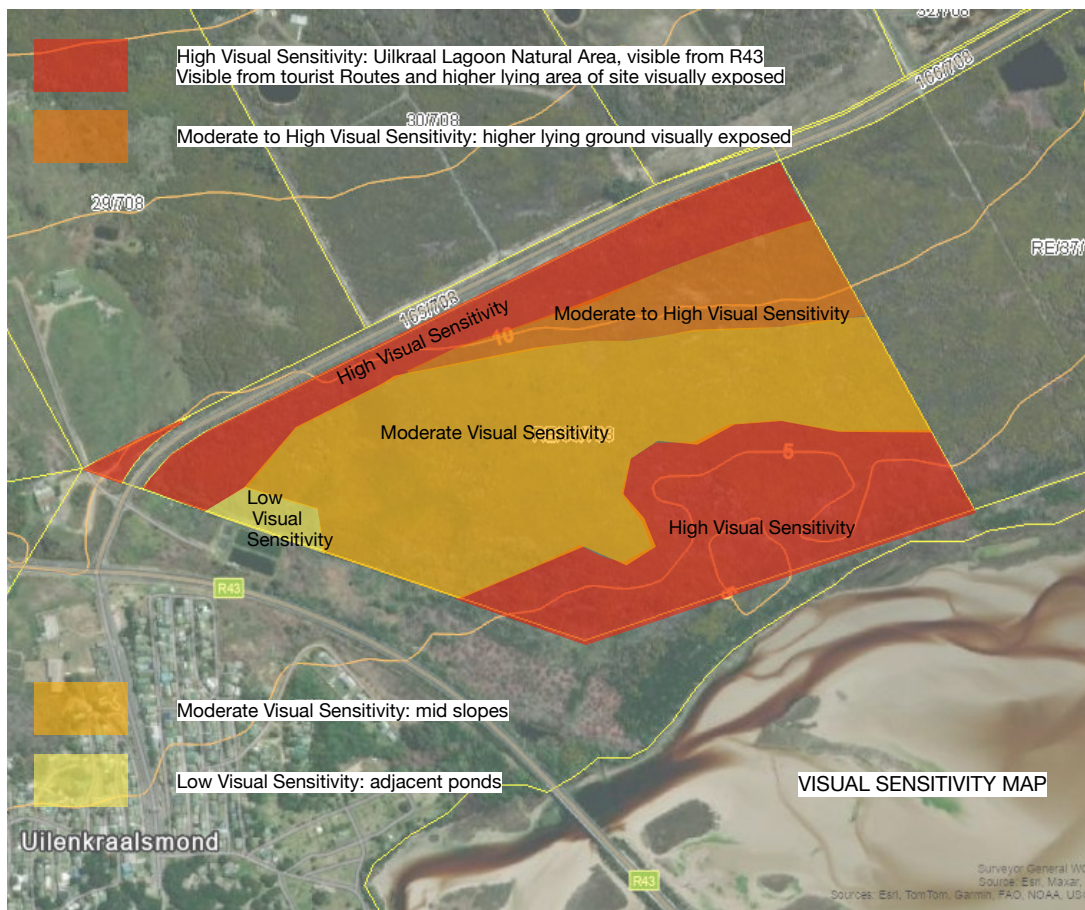 32/708
High Visual Sensitivity: Uilkraal Lagoon Natural Area, visible from R43
Visible from tourist Routes and higher lying area of site visually exposed
166/708
30/708
Moderate to High Visual Sensitivity: higher lying ground visually exposed
29/708
RE/37/
169/708
Moderate to High Visual Sensitivity
10
High Visual Sensitivity
Moderate Visual Sensitivity
5
Low
Visual
Sensitivity
High Visual Sensitivity
R43
Moderate Visual Sensitivity: mid slopes
Low Visual Sensitivity: adjacent ponds
VISUAL SENSITIVITY MAP
Uilenkraalsmond
R43
Surveyor General W
Source: Esri, Maxar,
Sources: Esri, TomTom, Garmin, FAO, NOAA, US